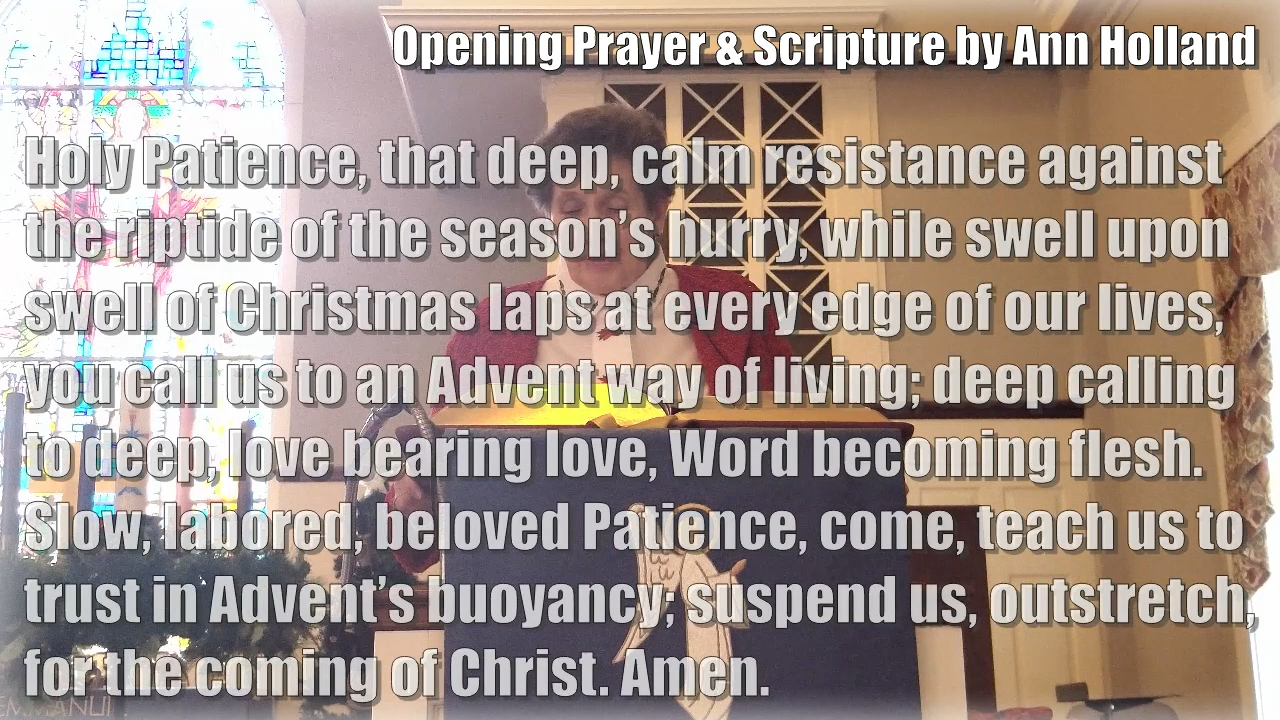 Opening Prayer & Scripture by Ann Holland
Holy Patience, that deep, calm resistance against
the riptide of the season’s hurry, while swell upon
swell of Christmas laps at every edge of our lives,
you call us to an Advent way of living; deep calling
to deep, love bearing love, Word becoming flesh.
Slow, labored, beloved Patience, come, teach us to
trust in Advent’s buoyancy; suspend us, outstretch,
for the coming of Christ. Amen.
EMMANUEL